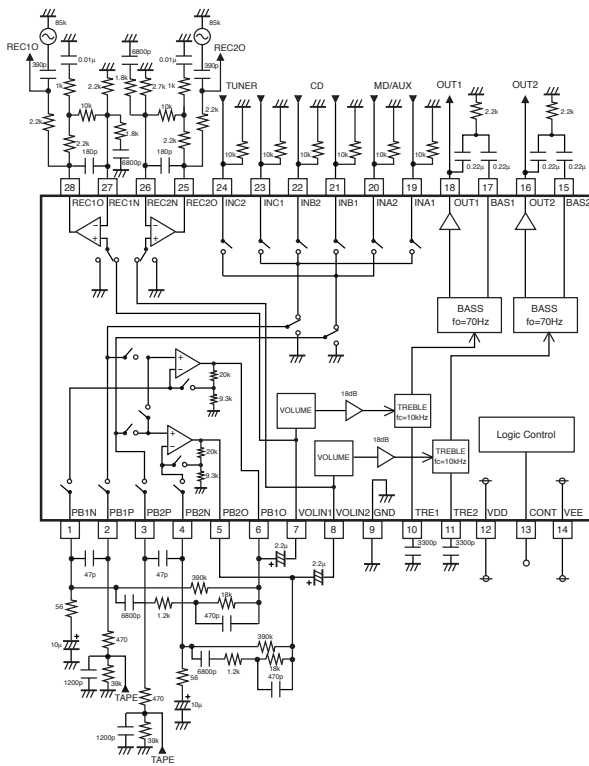 85k 85k
REC1O REC2O
390p 0.01μ 6800p 0.01μ 390p
1k 2.2k 1.8k 2.7k 1k
TUNER CD MD/AUX OUT1 OUT2
2.2k 10k 10k 2.2k 2.2k 2.2k
2.2k 1.8k 2.2k
10k 10k 10k 10k 10k 10k
180p 6800p 180p
0.22μ 0.22μ 0.22μ 0.22μ
28 27 26 25 24 23 22 21 20 19 18 17 16 15
REC1O REC1N REC2N REC2O INC2 INC1 INB2 INB1 INA2 INA1 OUT1 BAS1 OUT2 BAS2
BASS
fo=70Hz
BASS
fo=70Hz
20k
9.3k
20k
9.3k
VOLUME
18dB
TREBLE
fc=10kHz
VOLUME
18dB
TREBLE
fc=10kHz
Logic Control
PB1N PB1P PB2P PB2N PB2O PB1O VOLIN1 VOLIN2 GND TRE1 TRE2 VDD CONT VEE
1 2 3 4 5 6 7 8 9 10 11 12 13 14
47p 47p
2.2μ
+
2.2μ
+
3300p 3300p
390k
56
6800p 1.2k 18k
470p
10μ
+
470
390k
6800p 1.2k 18k
470p
56
1200p 39k
TAPE
470
10μ
+
1200p 39k
TAPE